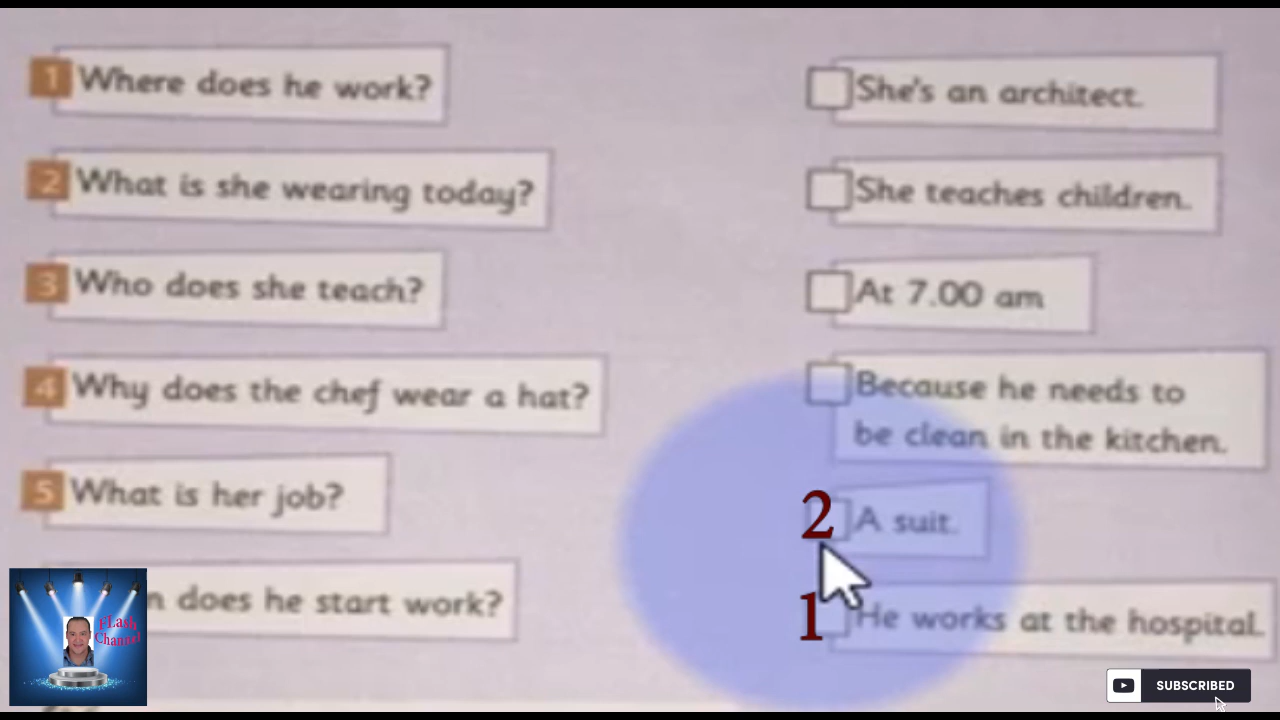 1 Where does he work?
2 What is she wearing today?
3 Who does she teach?
4 Why does the chef wear a hat?
5 What is her job?
n does he start work?
She's an architect.
She teaches children.
At 7.00 am
Because he needs to
be clean in the kitchen.
2 A suit.
1 He works at the hospital.
FLash
Channel
SUBSCRIBED